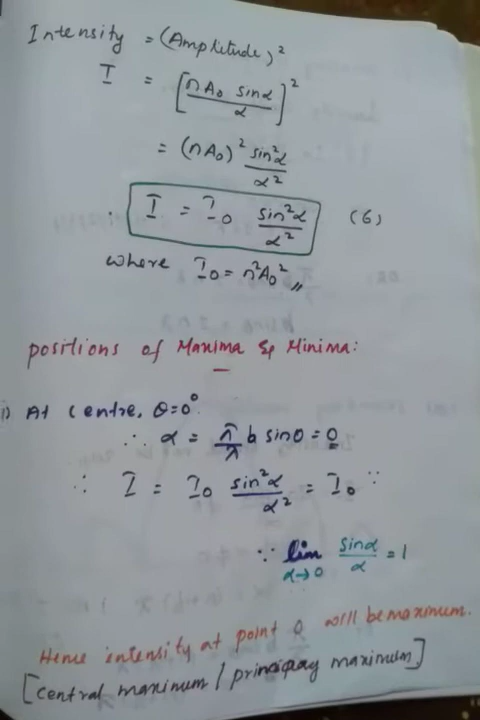 Intensity = (Amplitude)²
I = [nA₀ sinα / α]²
= (nA₀)² sin²α / α²
∴ I = I₀ sin²α / α² (6)
where I₀ = n²A₀²,,
positions of Maxima & Minima:
i) At Centre, θ=0°
∴ α = π/λ b sinθ = 0
∴ I = I₀ sin²α / α² = I₀ ∵
∵ lim α→0 sinα / α = 1
Hence intensity at point O will be maximum.
[central maximum / principay maximum]